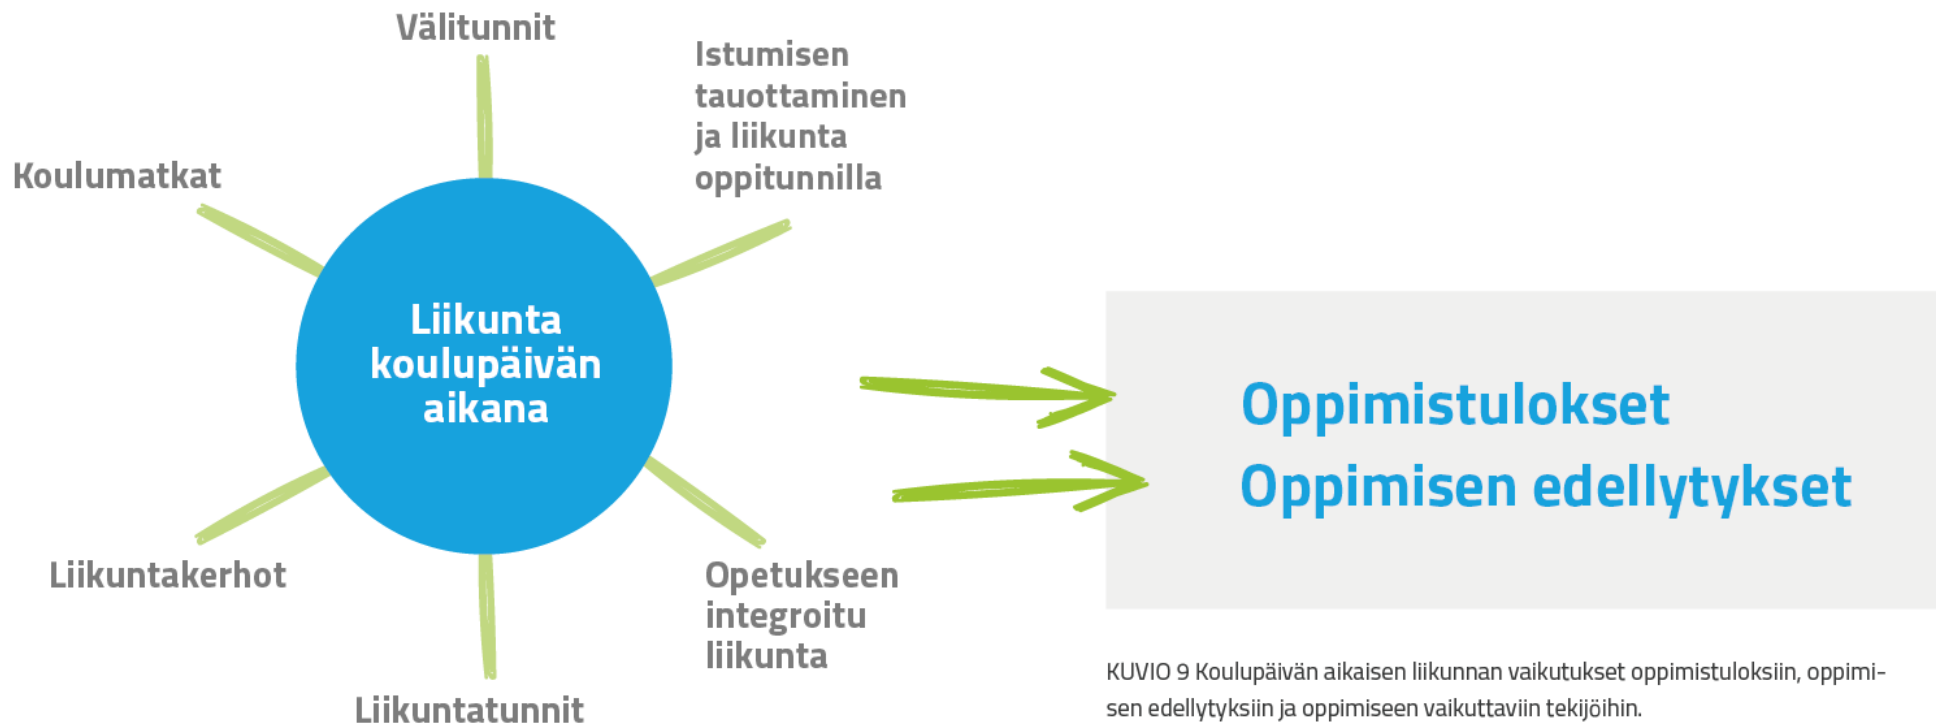 Välitunnit
Istumisen
tauottaminen
ja liikunta
oppitunnilla
Koulumatkat
Liikunta
koulupäivän
aikana
Oppimistulokset
Oppimisen edellytykset
Liikuntakerhot
Opetukseen
integroitu
liikunta
Liikuntatunnit
KUVIO 9 Koulupäivän aikaisen liikunnan vaikutukset oppimistuloksiin, oppimi-
sen edellytyksiin ja oppimiseen vaikuttaviin tekijöihin.